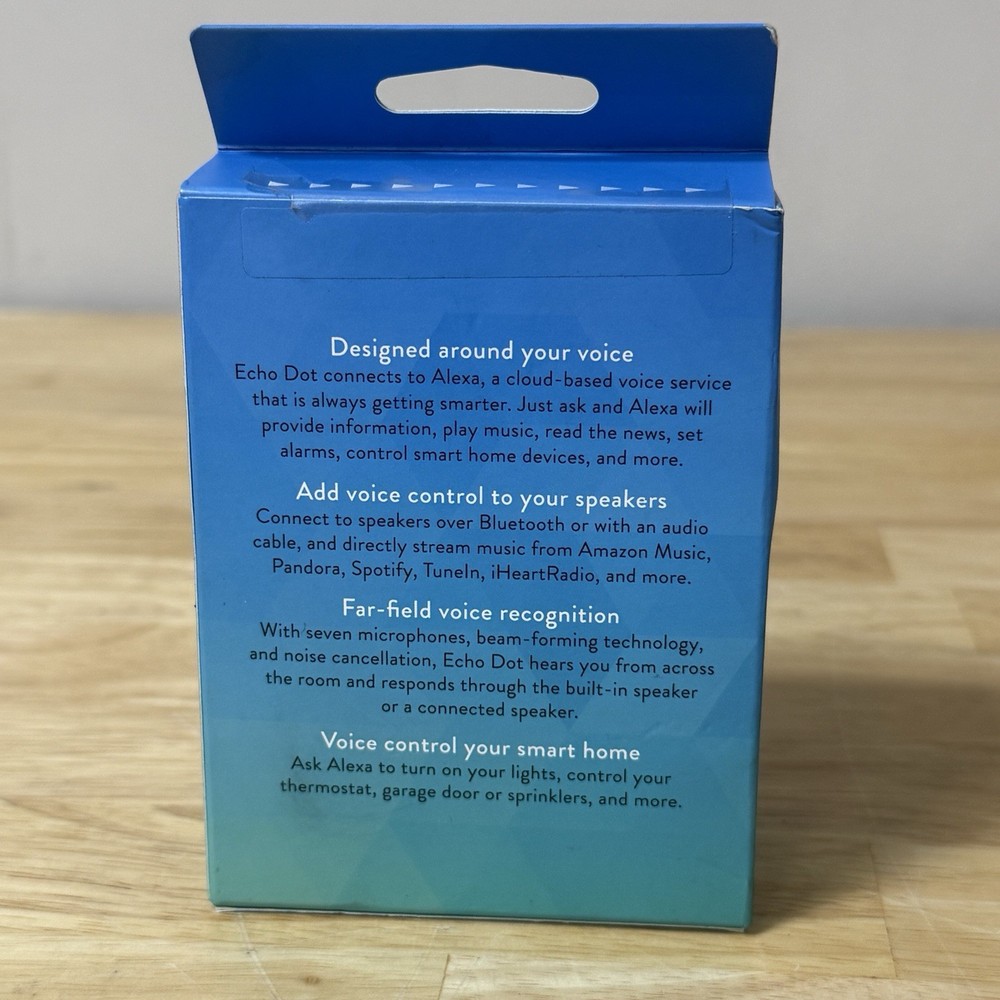 Designed around your voice
Echo Dot connects to Alexa, a cloud-based voice service
that is always getting smarter. Just ask and Alexa will
provide information, play music, read the news, set
alarms, control smart home devices, and more.
Add voice control to your speakers
Connect to speakers over Bluetooth or with an audio
cable, and directly stream music from Amazon Music,
Pandora, Spotify, TuneIn, iHeartRadio, and more.
Far-field voice recognition
With seven microphones, beam-forming technology,
and noise cancellation, Echo Dot hears you from across
the room and responds through the built-in speaker
or a connected speaker.
Voice control your smart home
Ask Alexa to turn on your lights, control your
thermostat, garage door or sprinklers, and more.